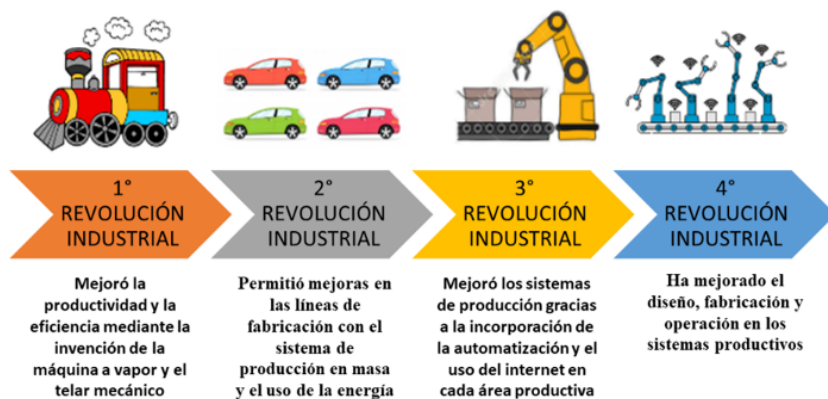 1°
REVOLUCIÓN
INDUSTRIAL
2°
REVOLUCIÓN
INDUSTRIAL
3°
REVOLUCIÓN
INDUSTRIAL
4°
REVOLUCIÓN
INDUSTRIAL
Mejoró la
productividad y la
eficiencia mediante la
invención de la
máquina a vapor y el
telar mecánico
Permitió mejoras en
las líneas de
fabricación con el
sistema de
producción en masa
y el uso de la energía
Mejoró los sistemas
de producción gracias
a la incorporación de
la automatización y el
uso del internet en
cada área productiva
Ha mejorado el
diseño, fabricación y
operación en los
sistemas productivos